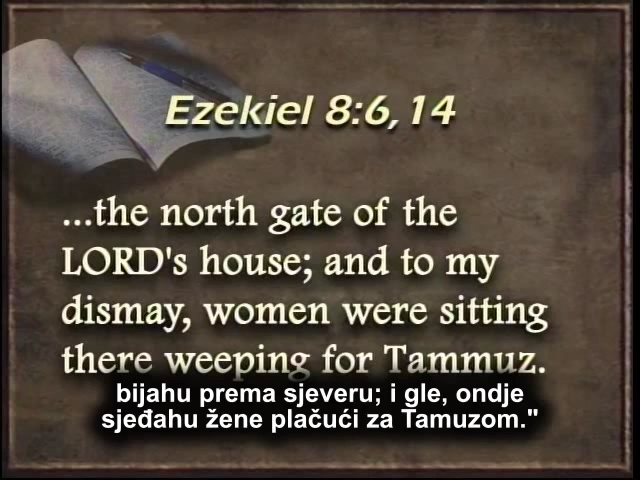 Ezekiel 8:6, 14
...the north gate of the
LORD's house; and to my
dismay, women were sitting
there weeping for Tammuz.
bijahu prema sjeveru; i gle, ondje
sjeđahu žene plačući za Tamuzom."